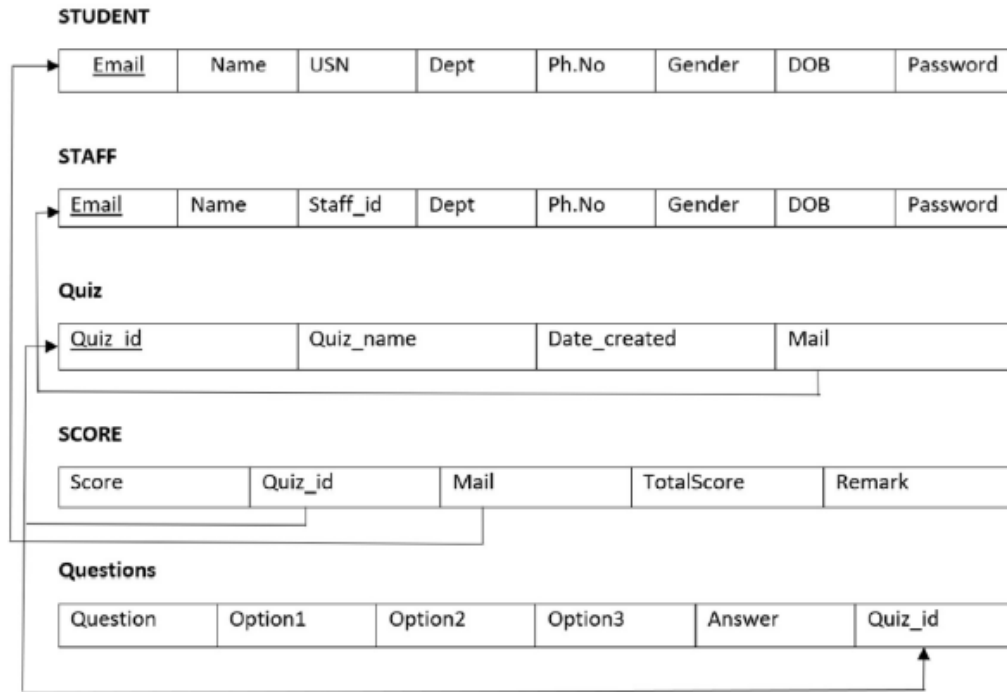 STUDENT
Email Name USN Dept Ph.No Gender DOB Password
STAFF
Email Name Staff_id Dept Ph.No Gender DOB Password
Quiz
Quiz_id Quiz_name Date_created Mail
SCORE
Score Quiz_id Mail TotalScore Remark
Questions
Question Option1 Option2 Option3 Answer Quiz_id